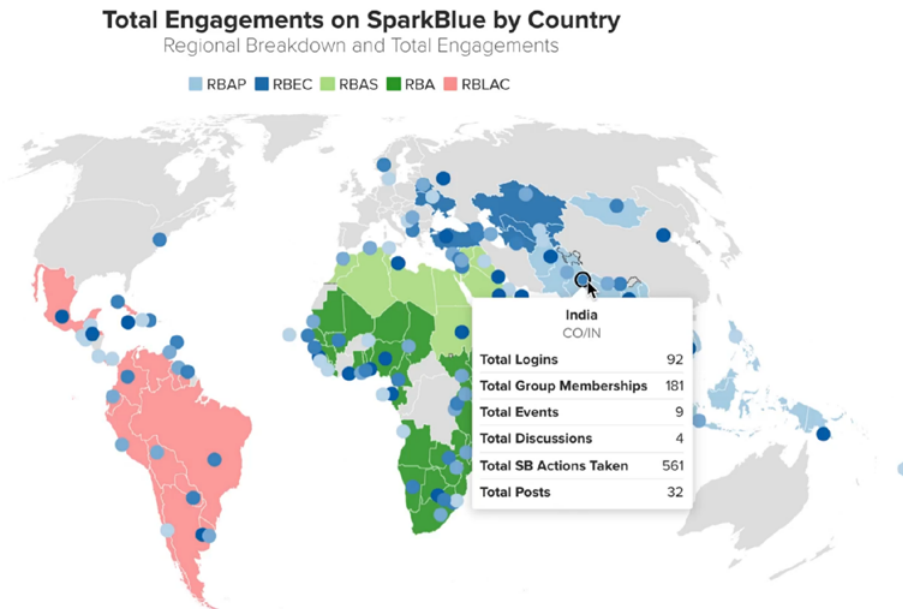 Total Engagements on SparkBlue by Country
Regional Breakdown and Total Engagements
RBAP RBEC RBAS RBA RBLAC
India
CO/IN
Total Logins 92
Total Group Memberships 181
Total Events 9
Total Discussions 4
Total SB Actions Taken 561
Total Posts 32